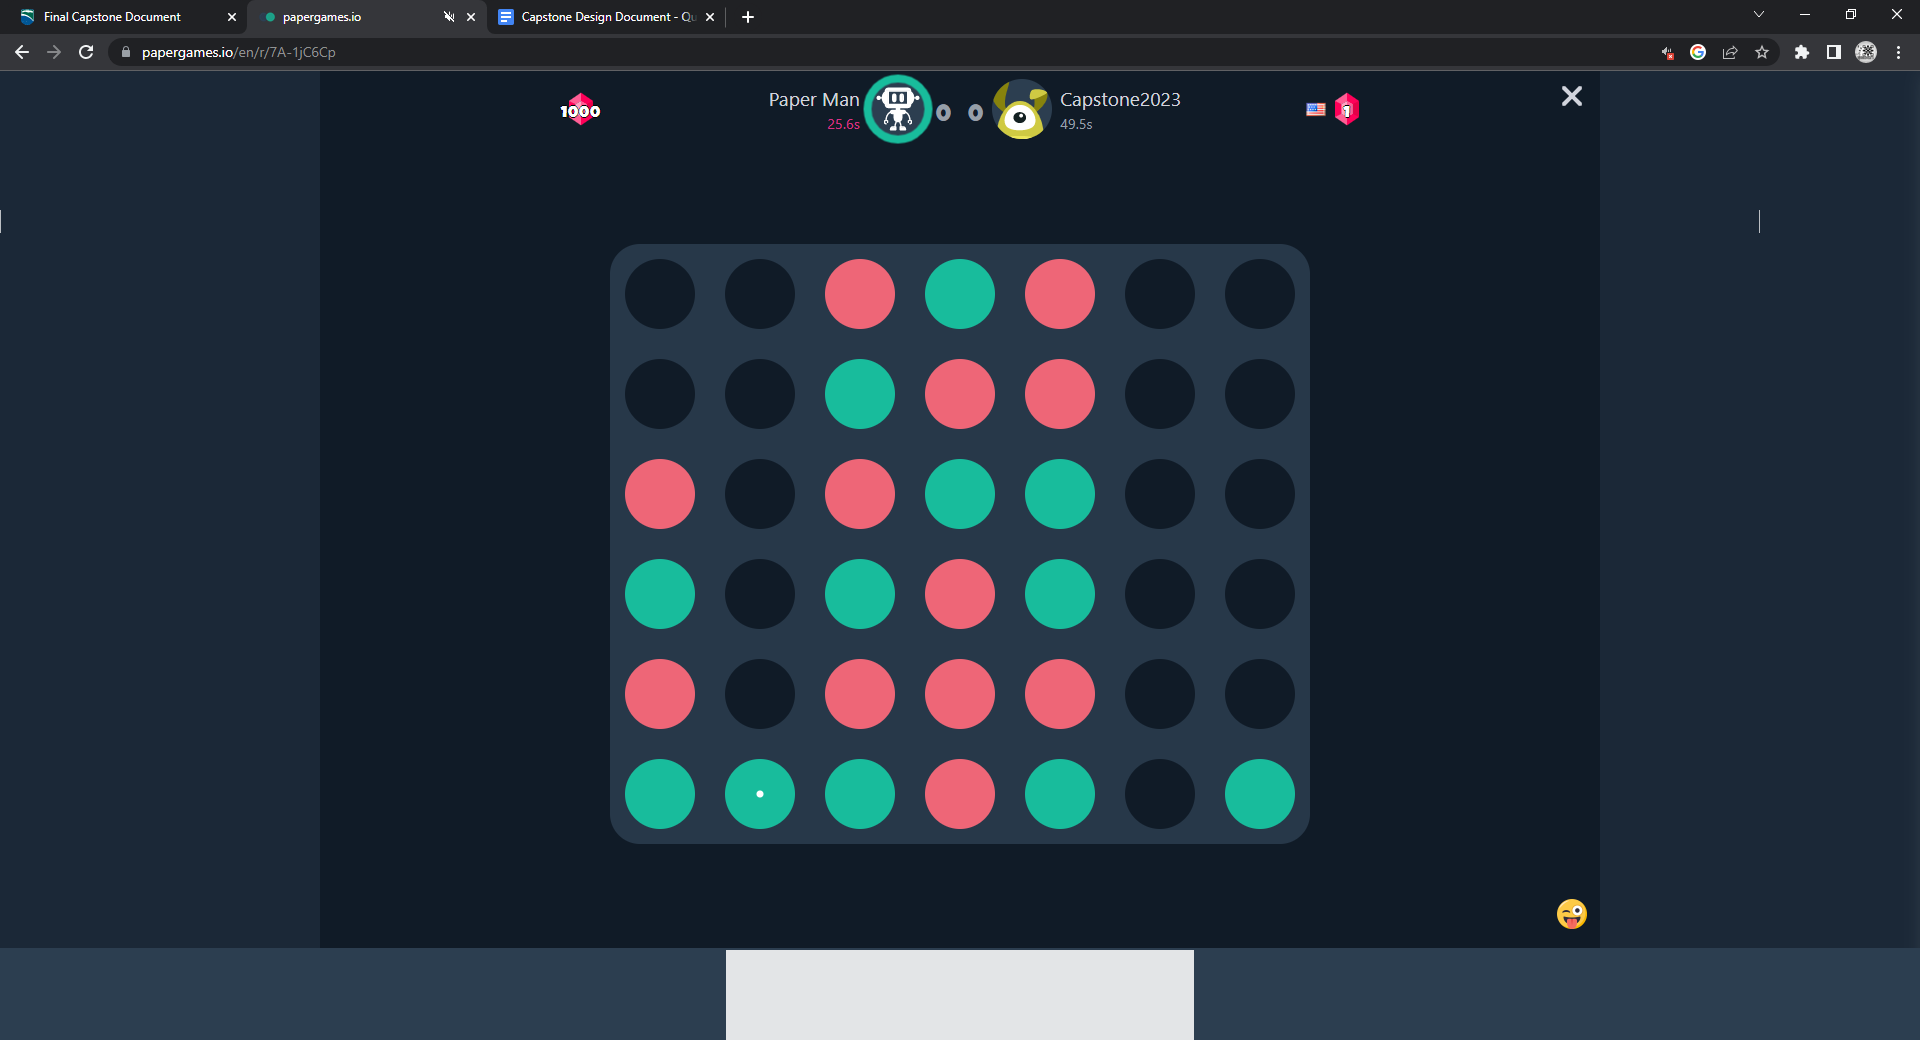 Final Capstone Document
papergames.io
Capstone Design Document - Qu
papergames.io/en/r/7A-1jC6Cp
1000
Paper Man
25.6s
0 0
Capstone2023
49.5s
1